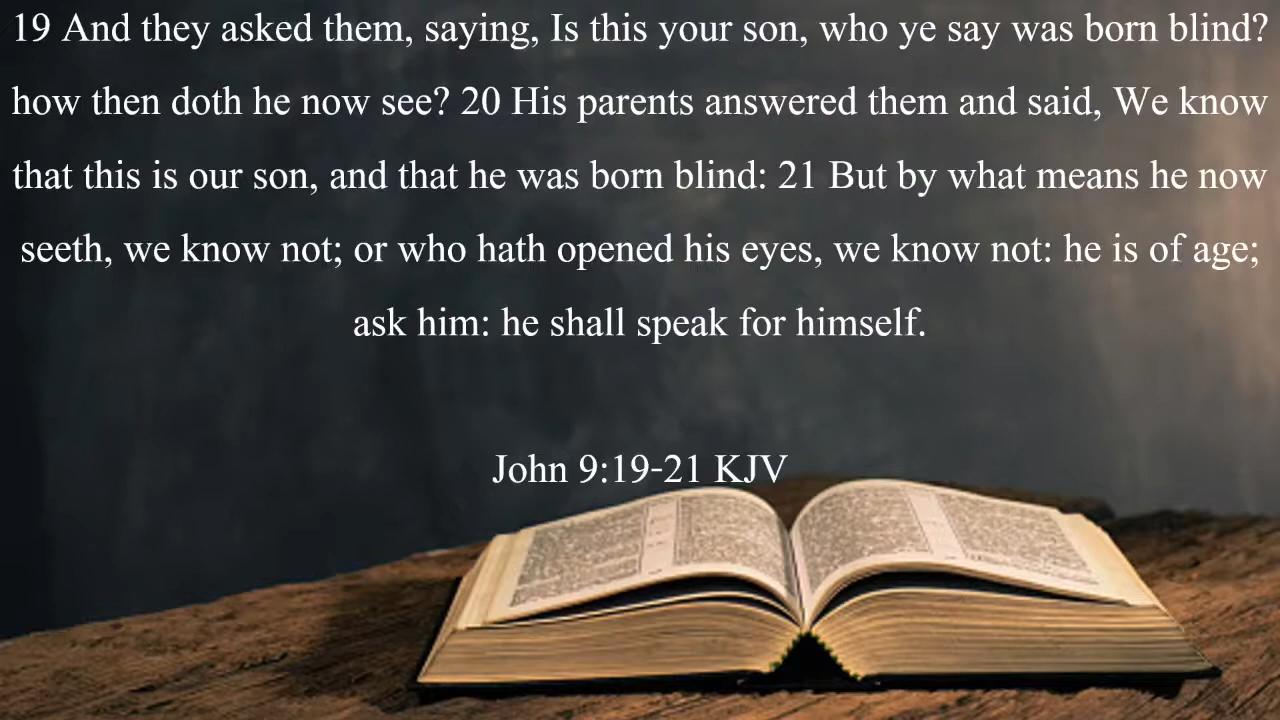 19 And they asked them, saying, Is this your son, who ye say was born blind?
how then doth he now see? 20 His parents answered them and said, We know
that this is our son, and that he was born blind: 21 But by what means he now
seeth, we know not; or who hath opened his eyes, we know not: he is of age;
ask him: he shall speak for himself.
John 9:19-21 KJV